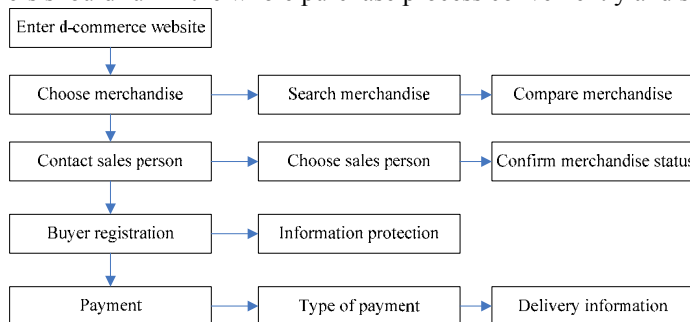 Enter d-commerce website
Choose merchandise
Search merchandise
Compare merchandise
Contact sales person
Choose sales person
Confirm merchandise status
Buyer registration
Information protection
Payment
Type of payment
Delivery information